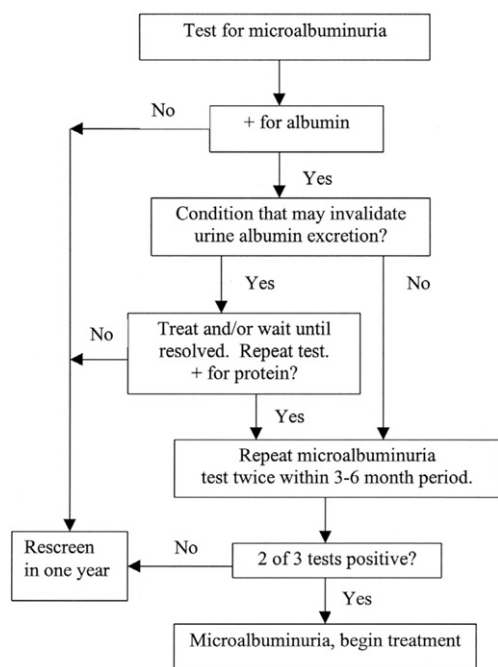 Test for microalbuminuria
No
+ for albumin
Yes
Condition that may invalidate
urine albumin excretion?
Yes
No
No
Treat and/or wait until
resolved. Repeat test.
+ for protein?
Yes
Repeat microalbuminuria
test twice within 3-6 month period.
Rescreen
in one year
No
2 of 3 tests positive?
Yes
Microalbuminuria, begin treatment